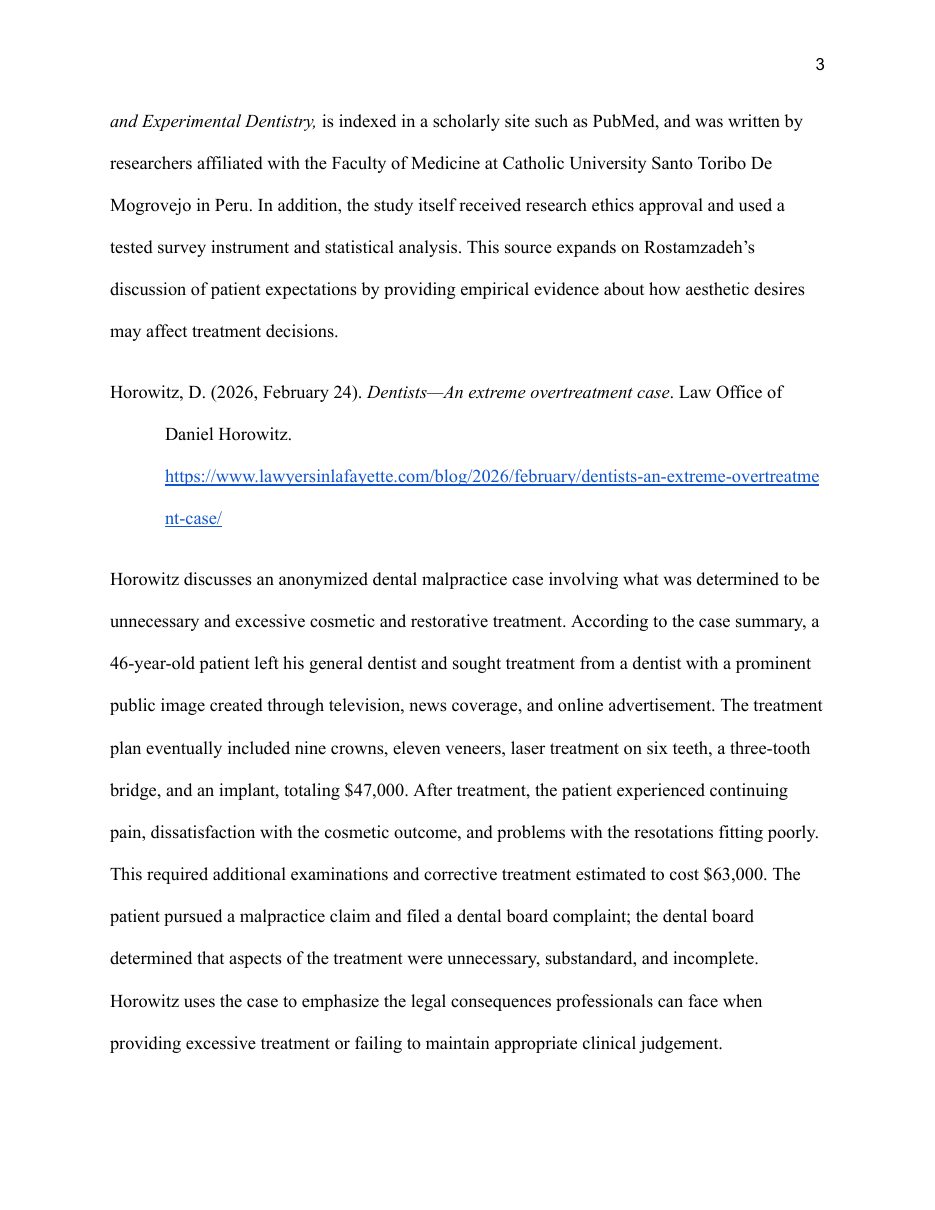 3
and Experimental Dentistry, is indexed in a scholarly site such as PubMed, and was written by
researchers affiliated with the Faculty of Medicine at Catholic University Santo Toribo De
Mogrovejo in Peru. In addition, the study itself received research ethics approval and used a
tested survey instrument and statistical analysis. This source expands on Rostamzadeh’s
discussion of patient expectations by providing empirical evidence about how aesthetic desires
may affect treatment decisions.
Horowitz, D. (2026, February 24). Dentists—An extreme overtreatment case. Law Office of
Daniel Horowitz.
https://www.lawyersinlafayette.com/blog/2026/february/dentists-an-extreme-overtreatme
nt-case/
Horowitz discusses an anonymized dental malpractice case involving what was determined to be
unnecessary and excessive cosmetic and restorative treatment. According to the case summary, a
46-year-old patient left his general dentist and sought treatment from a dentist with a prominent
public image created through television, news coverage, and online advertisement. The treatment
plan eventually included nine crowns, eleven veneers, laser treatment on six teeth, a three-tooth
bridge, and an implant, totaling $47,000. After treatment, the patient experienced continuing
pain, dissatisfaction with the cosmetic outcome, and problems with the resotations fitting poorly.
This required additional examinations and corrective treatment estimated to cost $63,000. The
patient pursued a malpractice claim and filed a dental board complaint; the dental board
determined that aspects of the treatment were unnecessary, substandard, and incomplete.
Horowitz uses the case to emphasize the legal consequences professionals can face when
providing excessive treatment or failing to maintain appropriate clinical judgement.